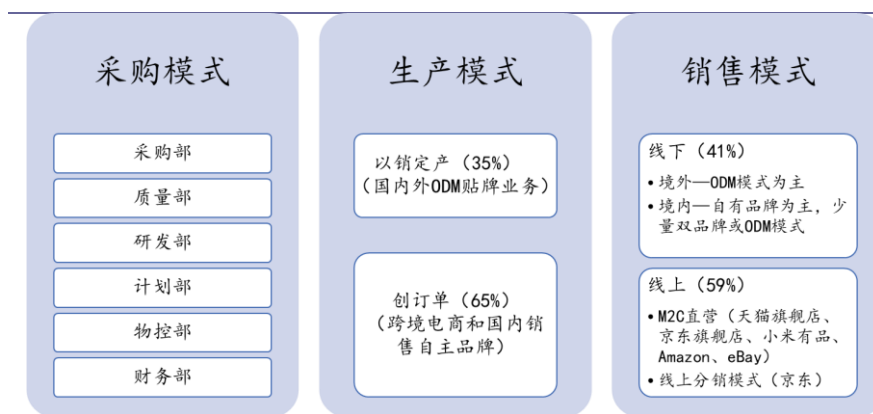 采购模式
采购部
质量部
研发部
计划部
物控部
财务部
生产模式
以销定产（35%）
（国内外ODM贴牌业务）
创订单（65%）
（跨境电商和国内销
售自主品牌）
销售模式
线下（41%）
•境外—ODM模式为主
•境内—自有品牌为主，少
量双品牌或ODM模式
线上（59%）
•M2C直营（天猫旗舰店、
京东旗舰店、小米有品、
Amazon、eBay）
•线上分销模式（京东）